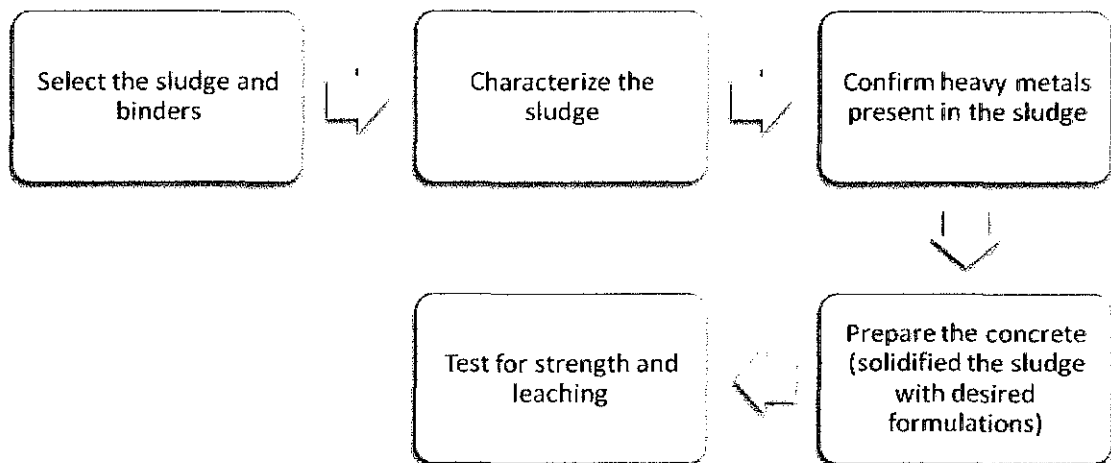 Select the sludge and
binders
Characterize the
sludge
Confirm heavy metals
present in the sludge
Prepare the concrete
(solidified the sludge
with desired
formulations)
Test for strength and
leaching